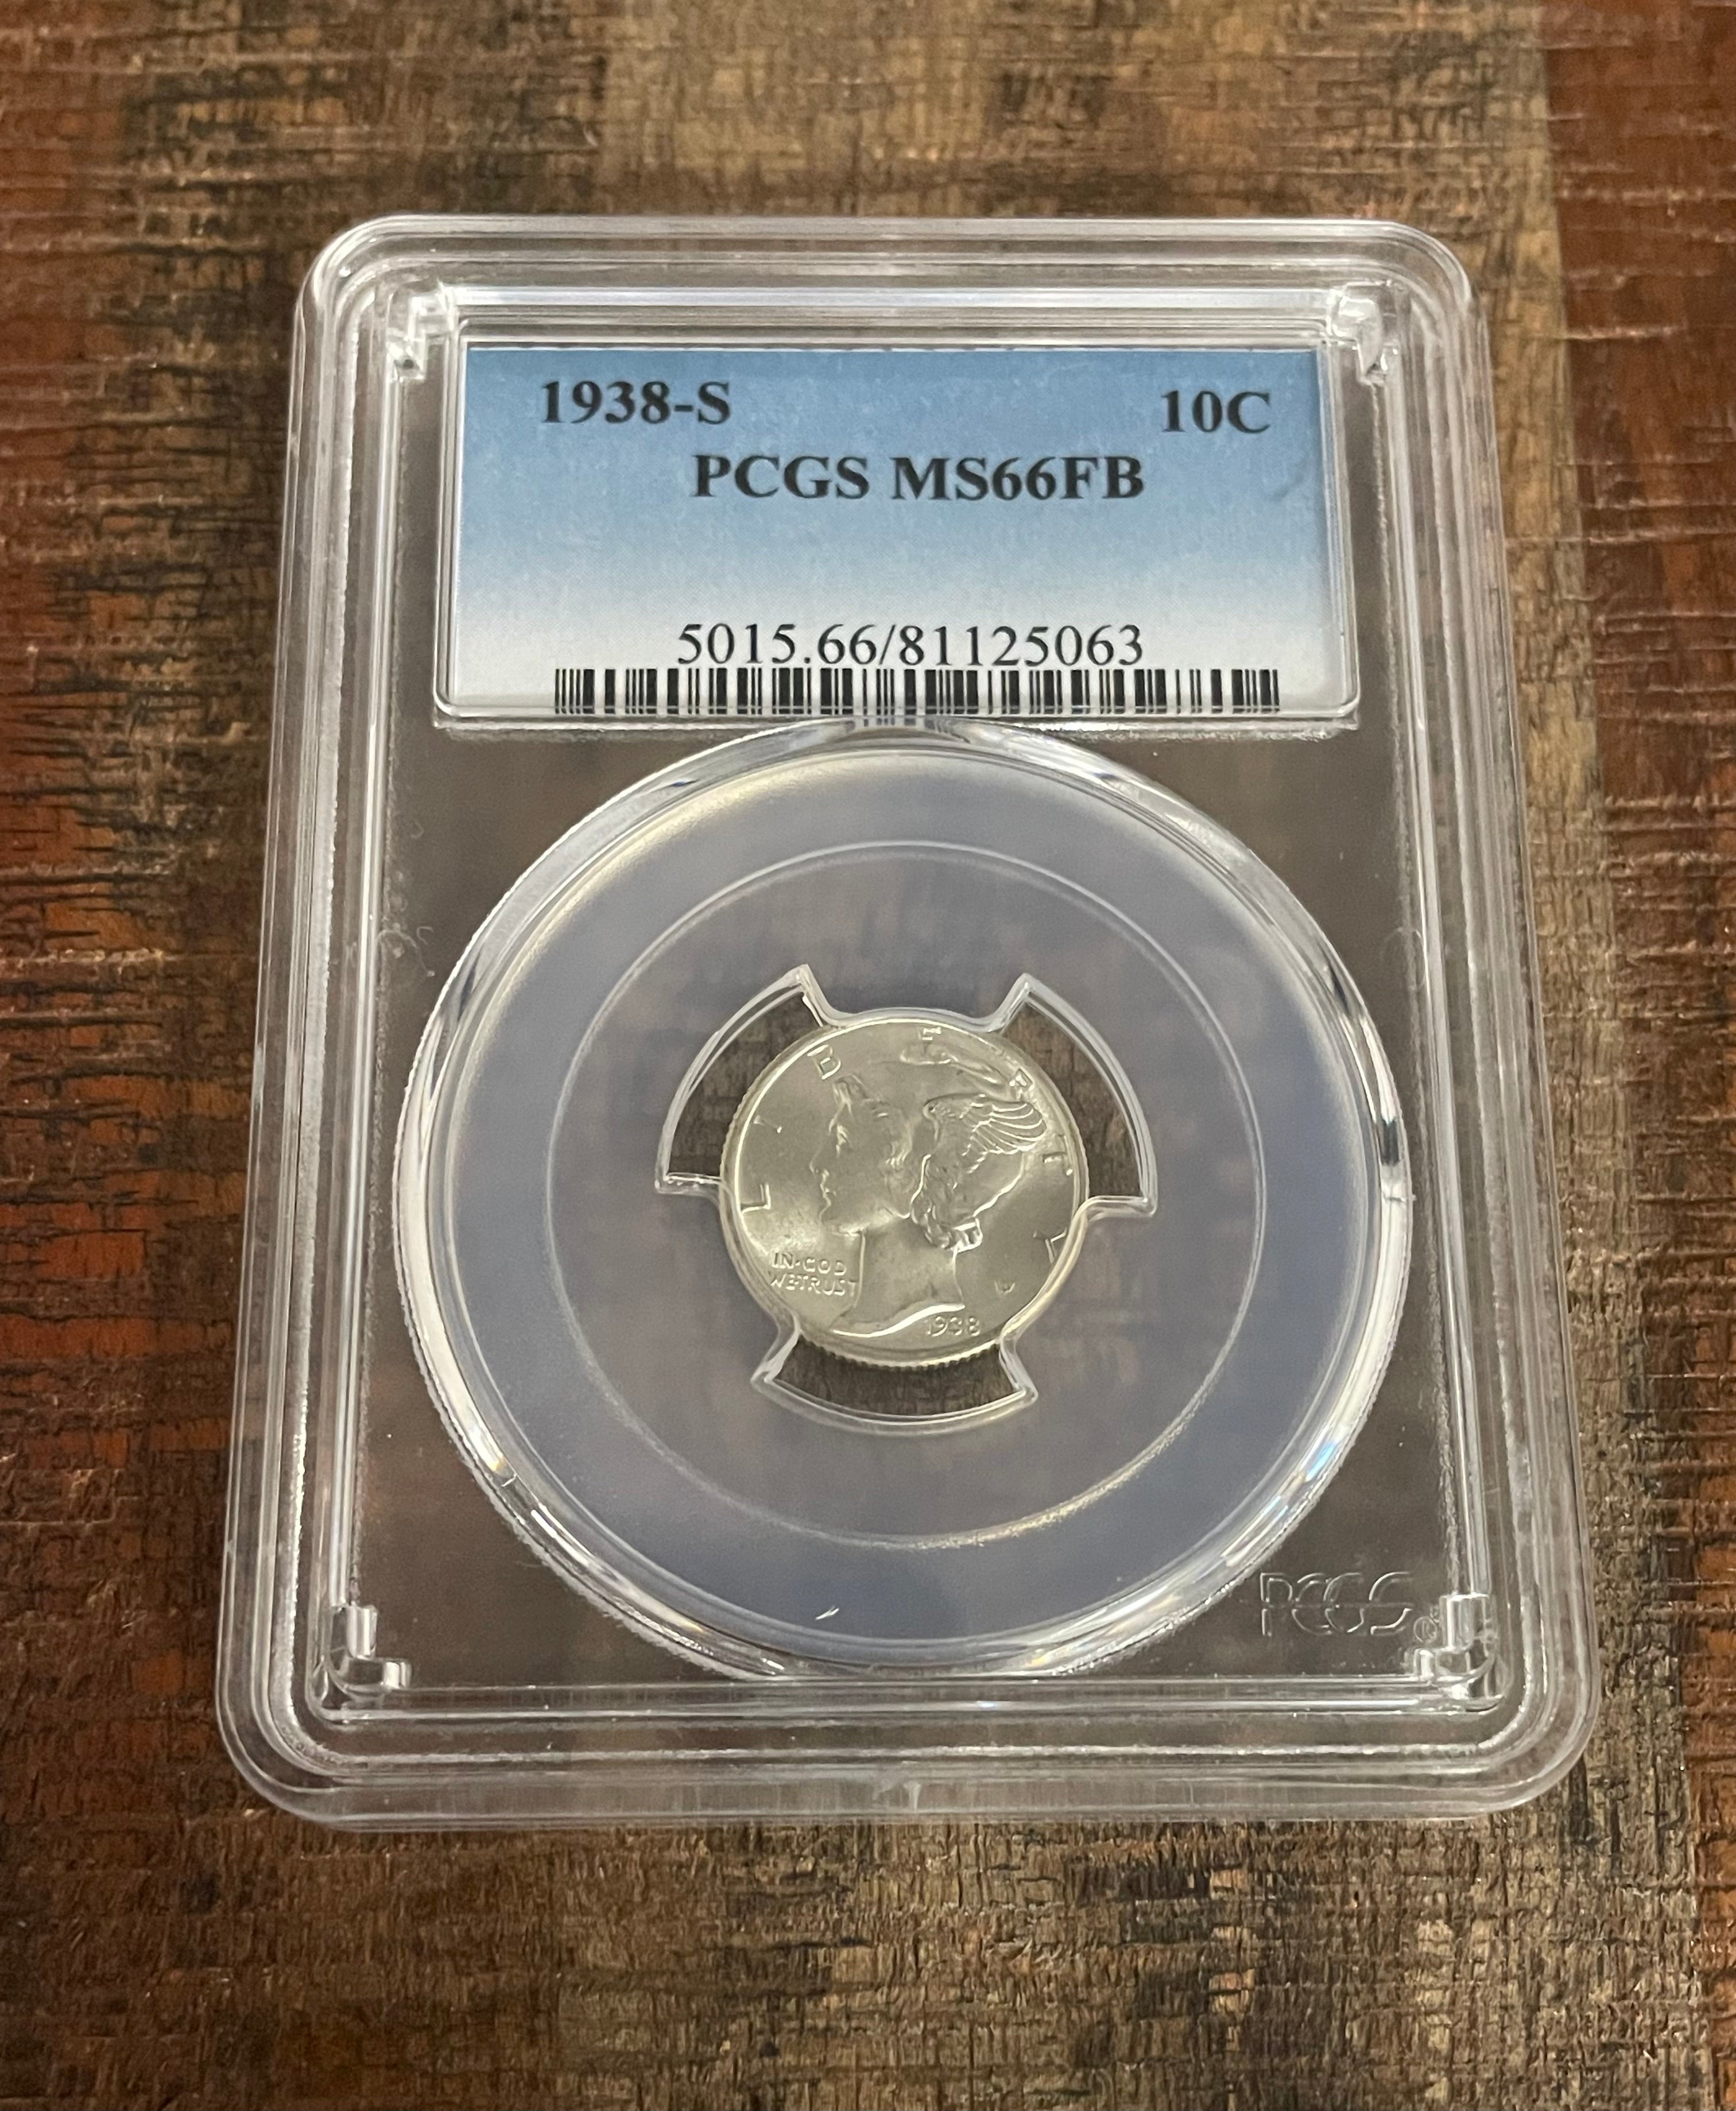 1938-S 10C
PCGS MS66FB
5015.66/81125063
LIBERTY
IN·GOD
WE·TRUST
1938
PCGS